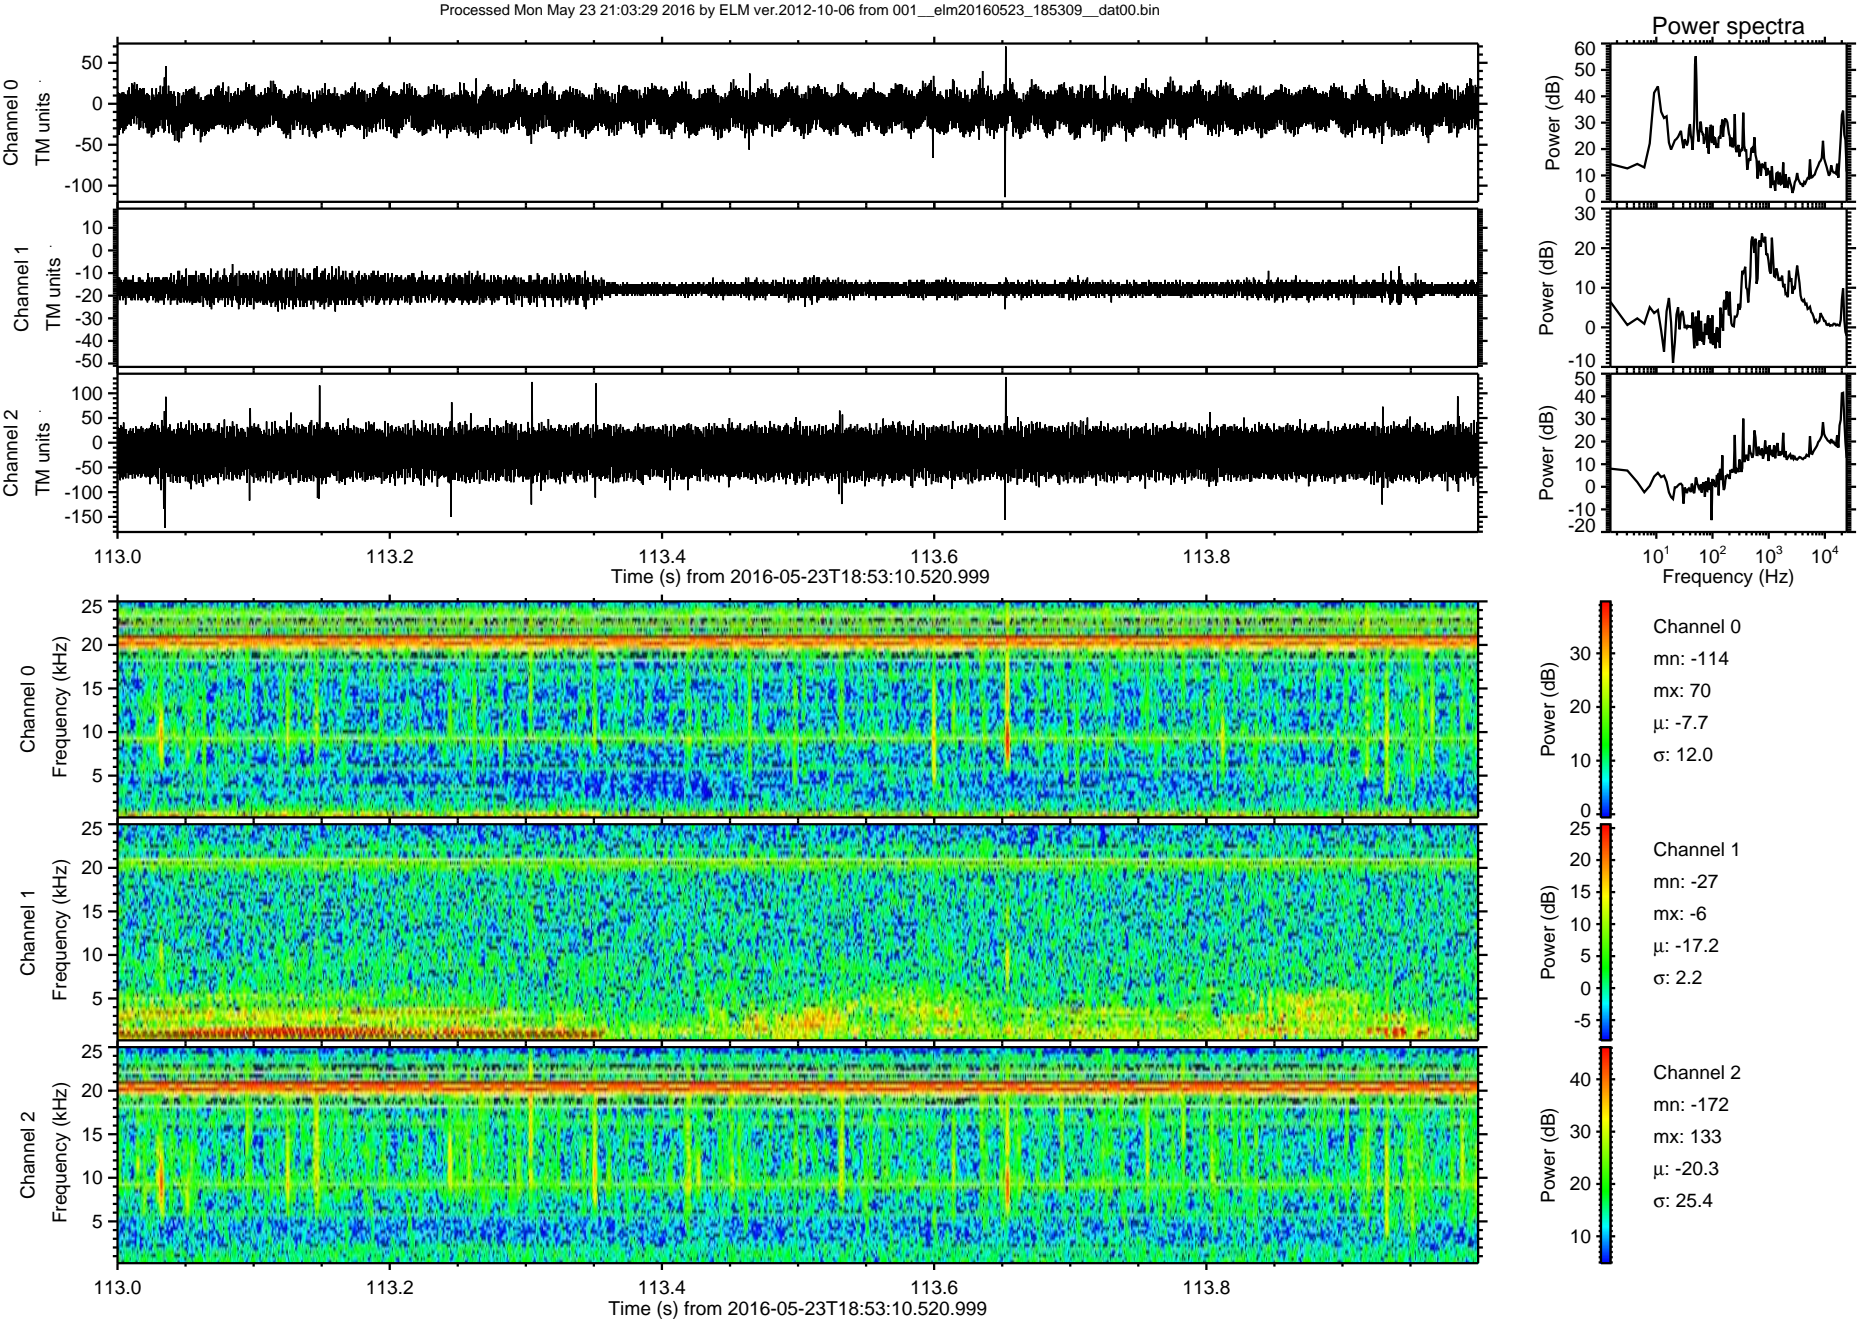 Processed Mon May 23 21:03:29 2016 by ELM ver.2012-10-06 from 001__elm20160523_185309__dat00.bin
Power spectra
Channel 0
TM units
50
0
-50
-100
Power (dB)
60
50
40
30
20
10
0
Channel 1
TM units
10
0
-10
-20
-30
-40
-50
Power (dB)
30
20
10
0
-10
Channel 2
TM units
100
50
0
-50
-100
-150
Power (dB)
50
40
30
20
10
0
-10
-20
113.0 113.2 113.4 113.6 113.8
Time (s) from 2016-05-23T18:53:10.520.999
10¹ 10² 10³ 10⁴
Frequency (Hz)
Channel 0
Frequency (kHz)
25
20
15
10
5
Power (dB)
30
20
10
0
Channel 0
mn: -114
mx: 70
μ: -7.7
σ: 12.0
Channel 1
Frequency (kHz)
25
20
15
10
5
Power (dB)
25
20
15
10
5
0
-5
Channel 1
mn: -27
mx: -6
μ: -17.2
σ: 2.2
Channel 2
Frequency (kHz)
25
20
15
10
5
Power (dB)
40
30
20
10
Channel 2
mn: -172
mx: 133
μ: -20.3
σ: 25.4
113.0 113.2 113.4 113.6 113.8
Time (s) from 2016-05-23T18:53:10.520.999